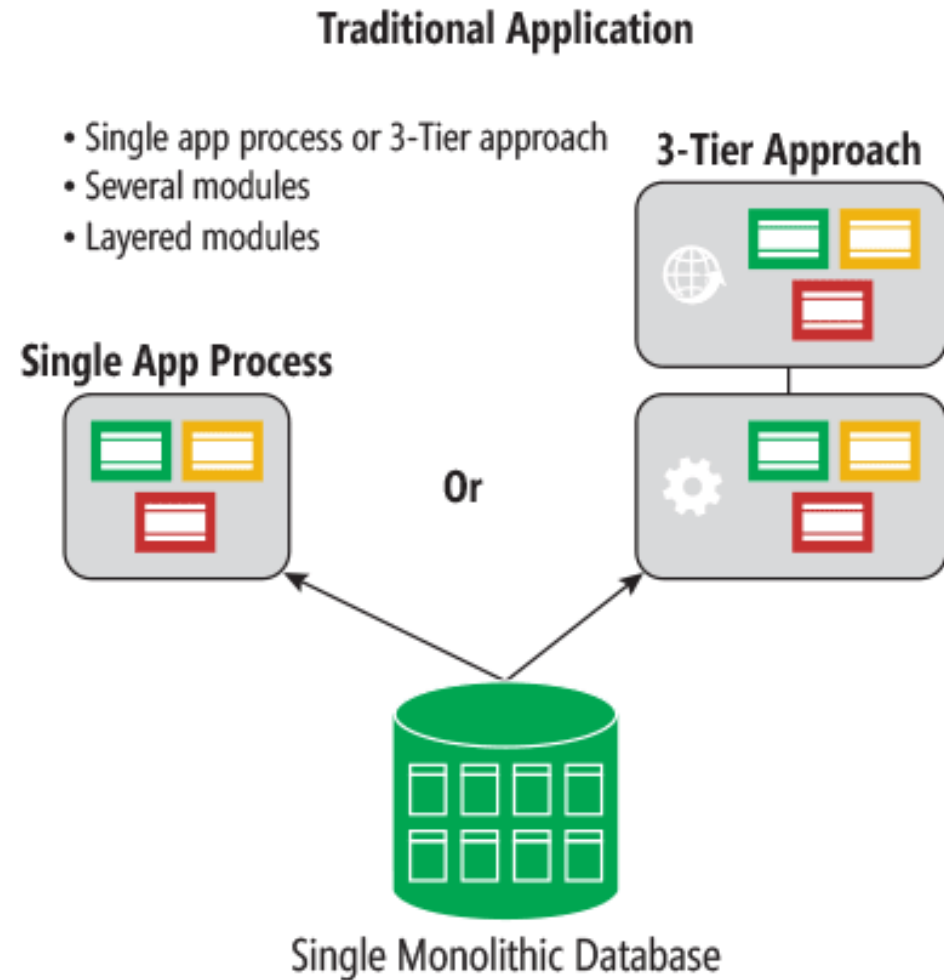 Traditional Application
• Single app process or 3-Tier approach
• Several modules
• Layered modules
3-Tier Approach
Single App Process
Or
Single Monolithic Database